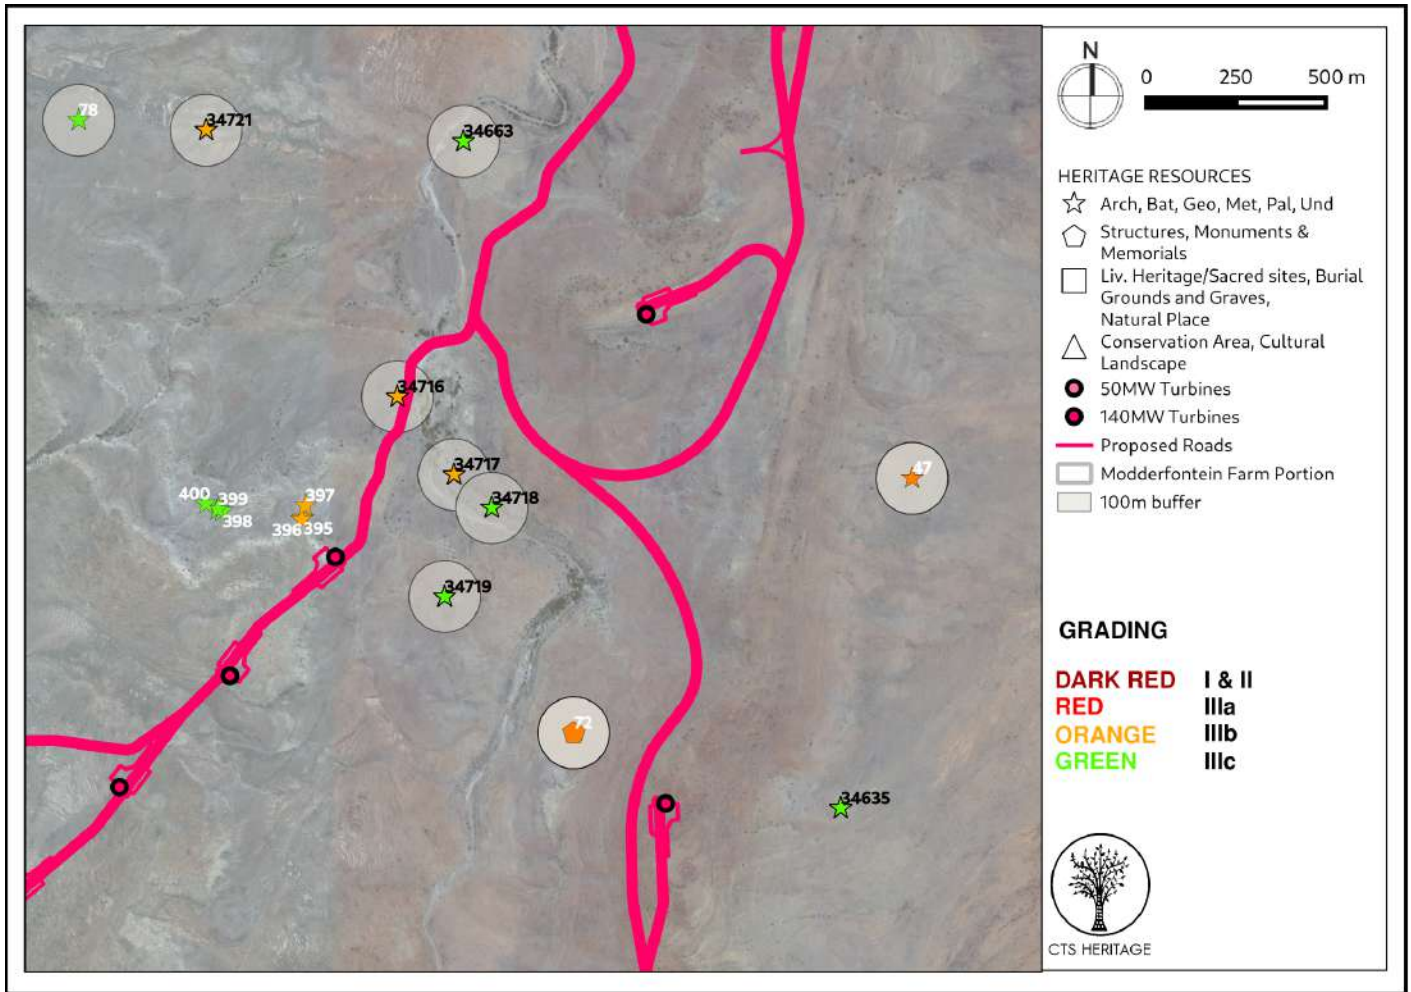 78
34721
34663
34716
34717
34718
47
400
399
398
397
396
395
34719
72
34635
N
0 250 500 m
HERITAGE RESOURCES
Arch, Bat, Geo, Met, Pal, Und
Structures, Monuments &
Memorials
Liv. Heritage/Sacred sites, Burial
Grounds and Graves,
Natural Place
Conservation Area, Cultural
Landscape
50MW Turbines
140MW Turbines
Proposed Roads
Modderfontein Farm Portion
100m buffer
GRADING
DARK RED I & II
RED IIIa
ORANGE IIIb
GREEN IIIc
CTS HERITAGE